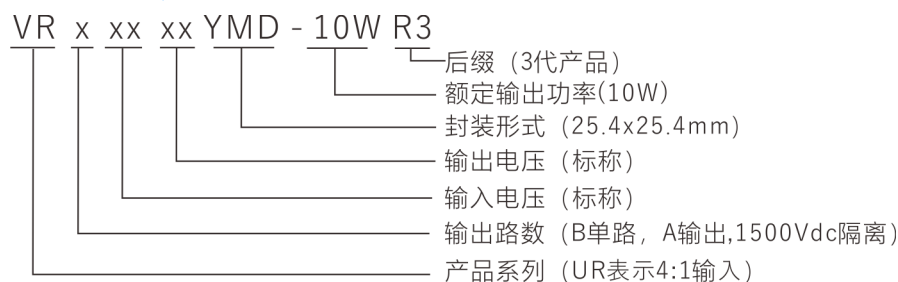 VR x xx xx YMD - 10W R3
后缀（3代产品）
额定输出功率(10W)
封装形式（25.4x25.4mm）
输出电压（标称）
输入电压（标称）
输出路数（B单路，A输出,1500Vdc隔离）
产品系列（UR表示4:1输入）